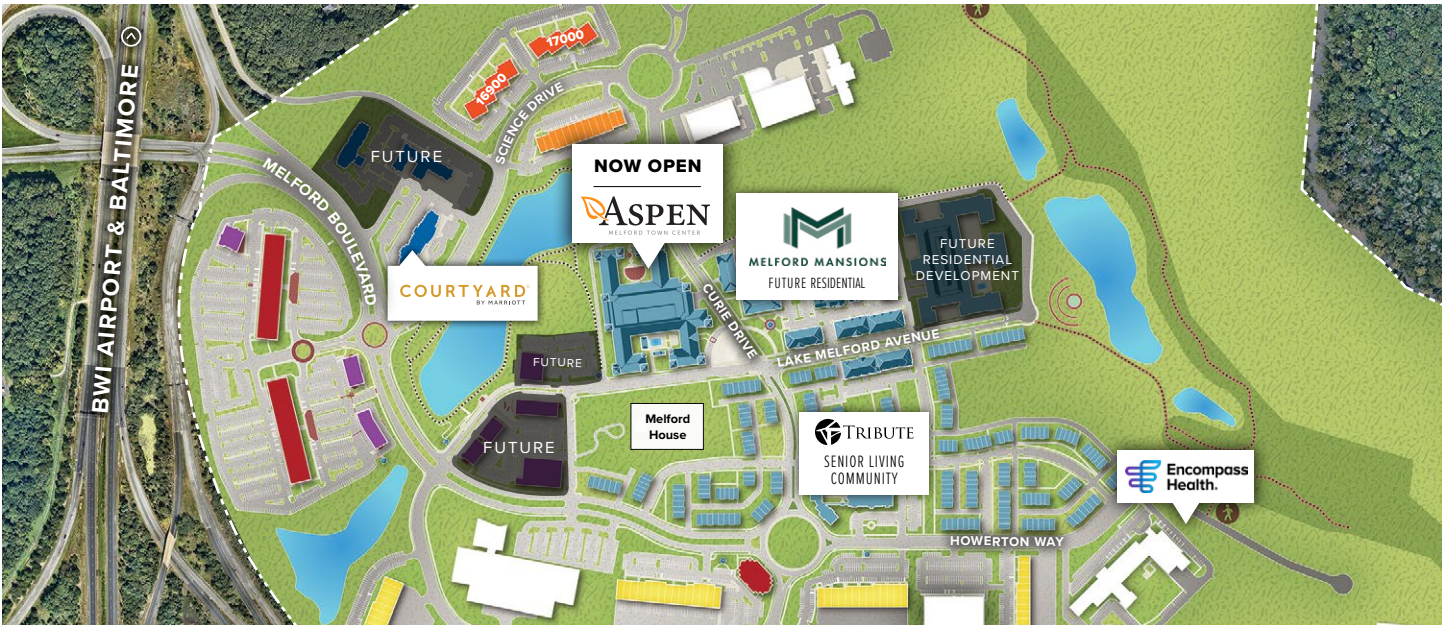 BWI AIRPORT & BALTIMORE
17000
16900
SCIENCE DRIVE
FUTURE
MELFORD BOULEVARD
NOW OPEN
ASPEN
MELFORD TOWN CENTER
MELFORD MANSIONS
FUTURE RESIDENTIAL
FUTURE
RESIDENTIAL
DEVELOPMENT
COURTYARD
BY MARRIOTT
CURIE DRIVE
LAKE MELFORD AVENUE
FUTURE
Melford
House
FUTURE
TRIBUTE
SENIOR LIVING
COMMUNITY
Encompass
Health.
HOWERTON WAY